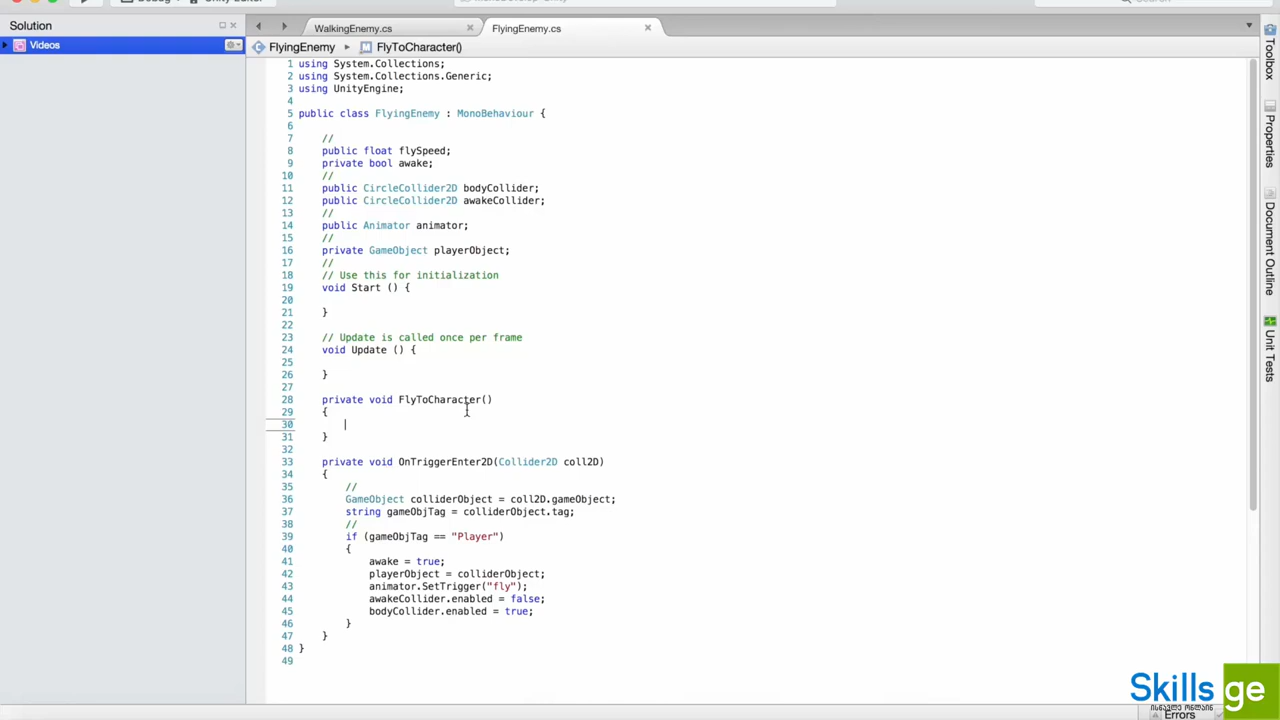 Solution
WalkingEnemy.cs
FlyingEnemy.cs
Videos
FlyingEnemy
FlyToCharacter()
1 using System.Collections;
2 using System.Collections.Generic;
3 using UnityEngine;
4
5 public class FlyingEnemy : MonoBehaviour {
6
7 //
8 public float flySpeed;
9 private bool awake;
10 //
11 public CircleCollider2D bodyCollider;
12 public CircleCollider2D awakeCollider;
13 //
14 public Animator animator;
15 //
16 private GameObject playerObject;
17 //
18 // Use this for initialization
19 void Start () {
20
21 }
22
23 // Update is called once per frame
24 void Update () {
25
26 }
27
28 private void FlyToCharacter()
29 {
30
31 }
32
33 private void OnTriggerEnter2D(Collider2D coll2D)
34 {
35 //
36 GameObject colliderObject = coll2D.gameObject;
37 string gameObjTag = colliderObject.tag;
38 //
39 if (gameObjTag == "Player")
40 {
41 awake = true;
42 playerObject = colliderObject;
43 animator.SetTrigger("fly");
44 awakeCollider.enabled = false;
45 bodyCollider.enabled = true;
46 }
47 }
48 }
49
Toolbox
Properties
Document Outline
Unit Tests
Skills ge
ისწავლე ონლაინ
Errors